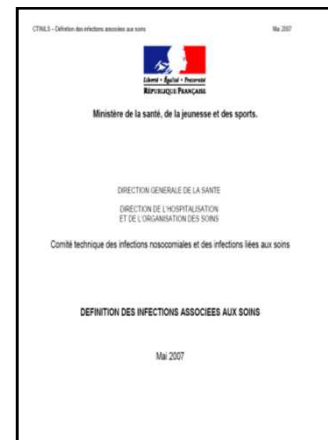 CTINILS – Définition des infections associées aux soins Mai 2007
Liberté • Égalité • Fraternité
RÉPUBLIQUE FRANÇAISE
Ministère de la santé, de la jeunesse et des sports.
DIRECTION GENERALE DE LA SANTE
DIRECTION DE L'HOSPITALISATION
ET DE L'ORGANISATION DES SOINS
Comité technique des infections nosocomiales et des infections liées aux soins
DEFINITION DES INFECTIONS ASSOCIEES AUX SOINS
Mai 2007